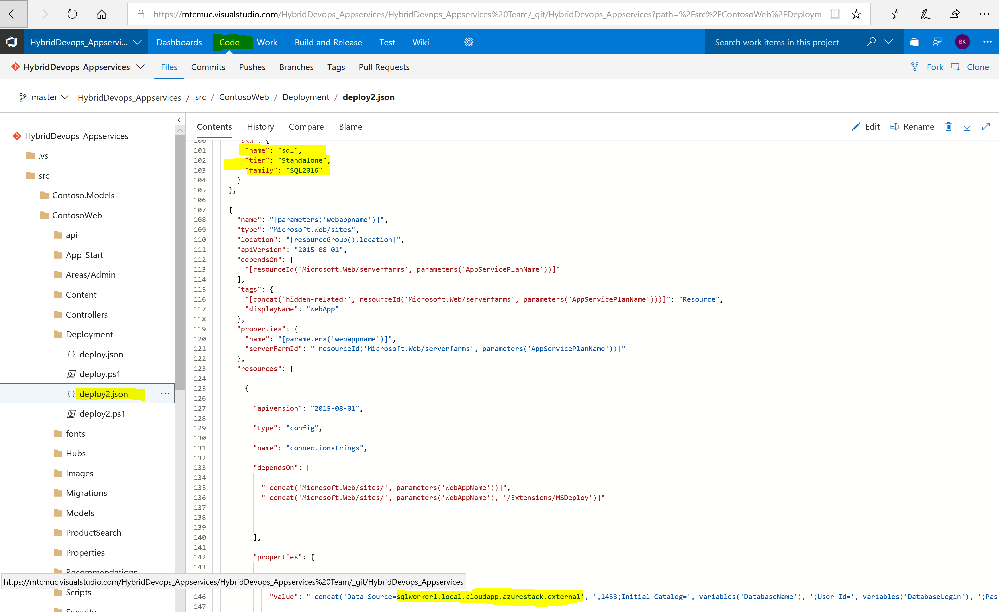 https://mtcmuc.visualstudio.com/HybridDevops_Appservices/HybridDevops_Appservices%20Team/_git/HybridDevops_Appservices?path=%2Fsrc%2FContosoWeb%2FDeploym
HybridDevops_Appservi... Dashboards Code Work Build and Release Test Wiki Search work items in this project BK
HybridDevops_Appservices Files Commits Pushes Branches Tags Pull Requests Fork Clone
master HybridDevops_Appservices / src / ContosoWeb / Deployment / deploy2.json
Contents History Compare Blame Edit Rename
HybridDevops_Appservices
.vs
src
Contoso.Models
ContosoWeb
api
App_Start
Areas/Admin
Content
Controllers
Deployment
{ } deploy.json
deploy.ps1
{ } deploy2.json ...
deploy2.ps1
fonts
Hubs
Images
Migrations
Models
ProductSearch
Properties
Recommendations
https://mtcmuc.visualstudio.com/HybridDevops_Appservices/HybridDevops_Appservices%20Team/_git/HybridDevops_Appservices
Scripts
Security
100 "sku": {
101 "name": "sql",
102 "tier": "Standalone",
103 "family": "SQL2016"
104 }
105 },
106
107 {
108 "name": "[parameters('webappname')]",
109 "type": "Microsoft.Web/sites",
110 "location": "[resourceGroup().location]",
111 "apiVersion": "2015-08-01",
112 "dependsOn": [
113 "[resourceId('Microsoft.Web/serverfarms', parameters('AppServicePlanName'))]"
114 ],
115 "tags": {
116 "[concat('hidden-related:', resourceId('Microsoft.Web/serverfarms', parameters('AppServicePlanName')))]": "Resource",
117 "displayName": "WebApp"
118 },
119 "properties": {
120 "name": "[parameters('webappname')]",
121 "serverFarmId": "[resourceId('Microsoft.Web/serverfarms', parameters('AppServicePlanName'))]"
122 },
123 "resources": [
124
125 {
126
127 "apiVersion": "2015-08-01",
128
129 "type": "config",
130
131 "name": "connectionstrings",
132
133 "dependsOn": [
134
135 "[concat('Microsoft.Web/sites/', parameters('WebAppName'))]",
136 "[concat('Microsoft.Web/sites/', parameters('WebAppName'), '/Extensions/MSDeploy')]"
137
138
139
140 ],
141
142 "properties": {
143
146 "value": "[concat('Data Source=sqlworker1.local.cloudapp.azurestack.external', ',1433;Initial Catalog=', variables('DatabaseName'), ';User Id=', variables('DatabaseLogin'), ';Pas
147